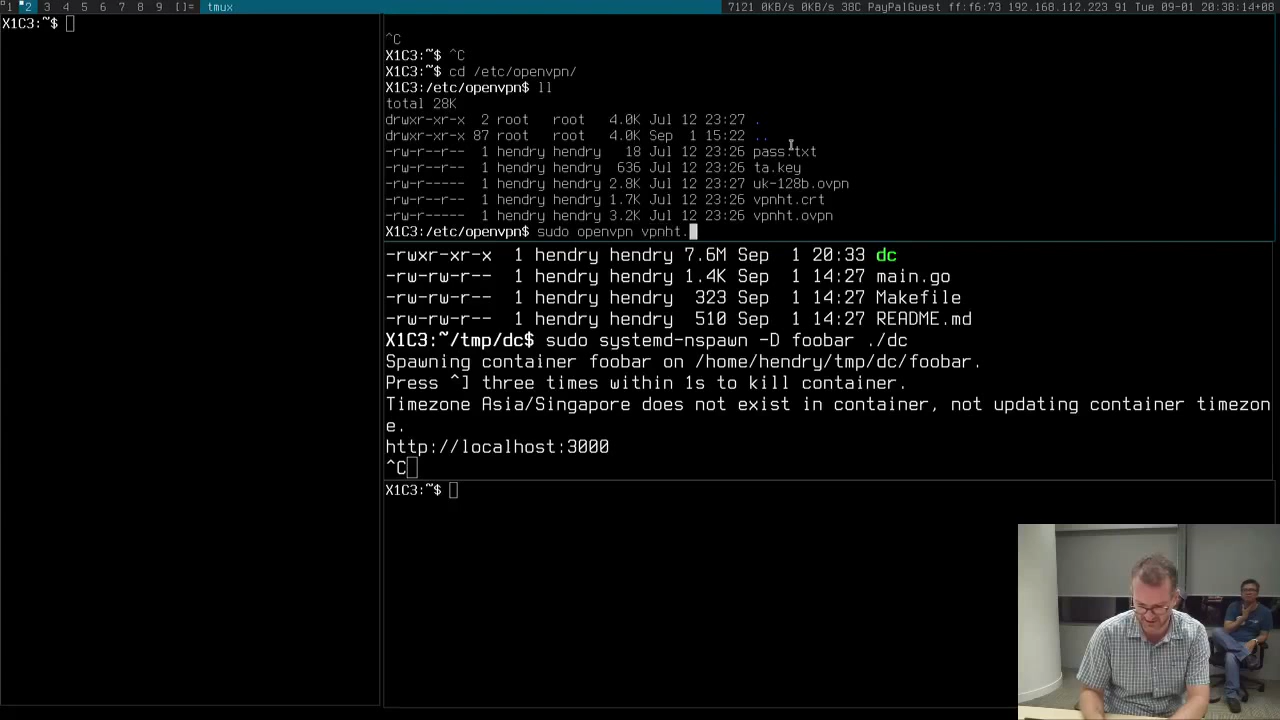 1 2 3 4 5 6 7 8 9 []= tmux 7121 0KB/s 0KB/s 38C PayPalGuest ff:f6:73 192.168.112.223 91 Tue 09-01 20:38:14+08
X1C3:~$
^C
X1C3:~$ ^C
X1C3:~$ cd /etc/openvpn/
X1C3:/etc/openvpn$ ll
total 28K
drwxr-xr-x 2 root root 4.0K Jul 12 23:27 .
drwxr-xr-x 87 root root 4.0K Sep 1 15:22 ..
-rw-r--r-- 1 hendry hendry 18 Jul 12 23:26 pass.txt
-rw-r--r-- 1 hendry hendry 636 Jul 12 23:26 ta.key
-rw-r----- 1 hendry hendry 2.8K Jul 12 23:27 uk-128b.ovpn
-rw-r--r-- 1 hendry hendry 1.7K Jul 12 23:26 vpnht.crt
-rw-r----- 1 hendry hendry 3.2K Jul 12 23:26 vpnht.ovpn
X1C3:/etc/openvpn$ sudo openvpn vpnht.
-rwxr-xr-x 1 hendry hendry 7.6M Sep 1 20:33 dc
-rw-rw-r-- 1 hendry hendry 1.4K Sep 1 14:27 main.go
-rw-rw-r-- 1 hendry hendry 323 Sep 1 14:27 Makefile
-rw-rw-r-- 1 hendry hendry 510 Sep 1 14:27 README.md
X1C3:~/tmp/dc$ sudo systemd-nspawn -D foobar ./dc
Spawning container foobar on /home/hendry/tmp/dc/foobar.
Press ^] three times within 1s to kill container.
Timezone Asia/Singapore does not exist in container, not updating container timezon
e.
http://localhost:3000
^C
X1C3:~$